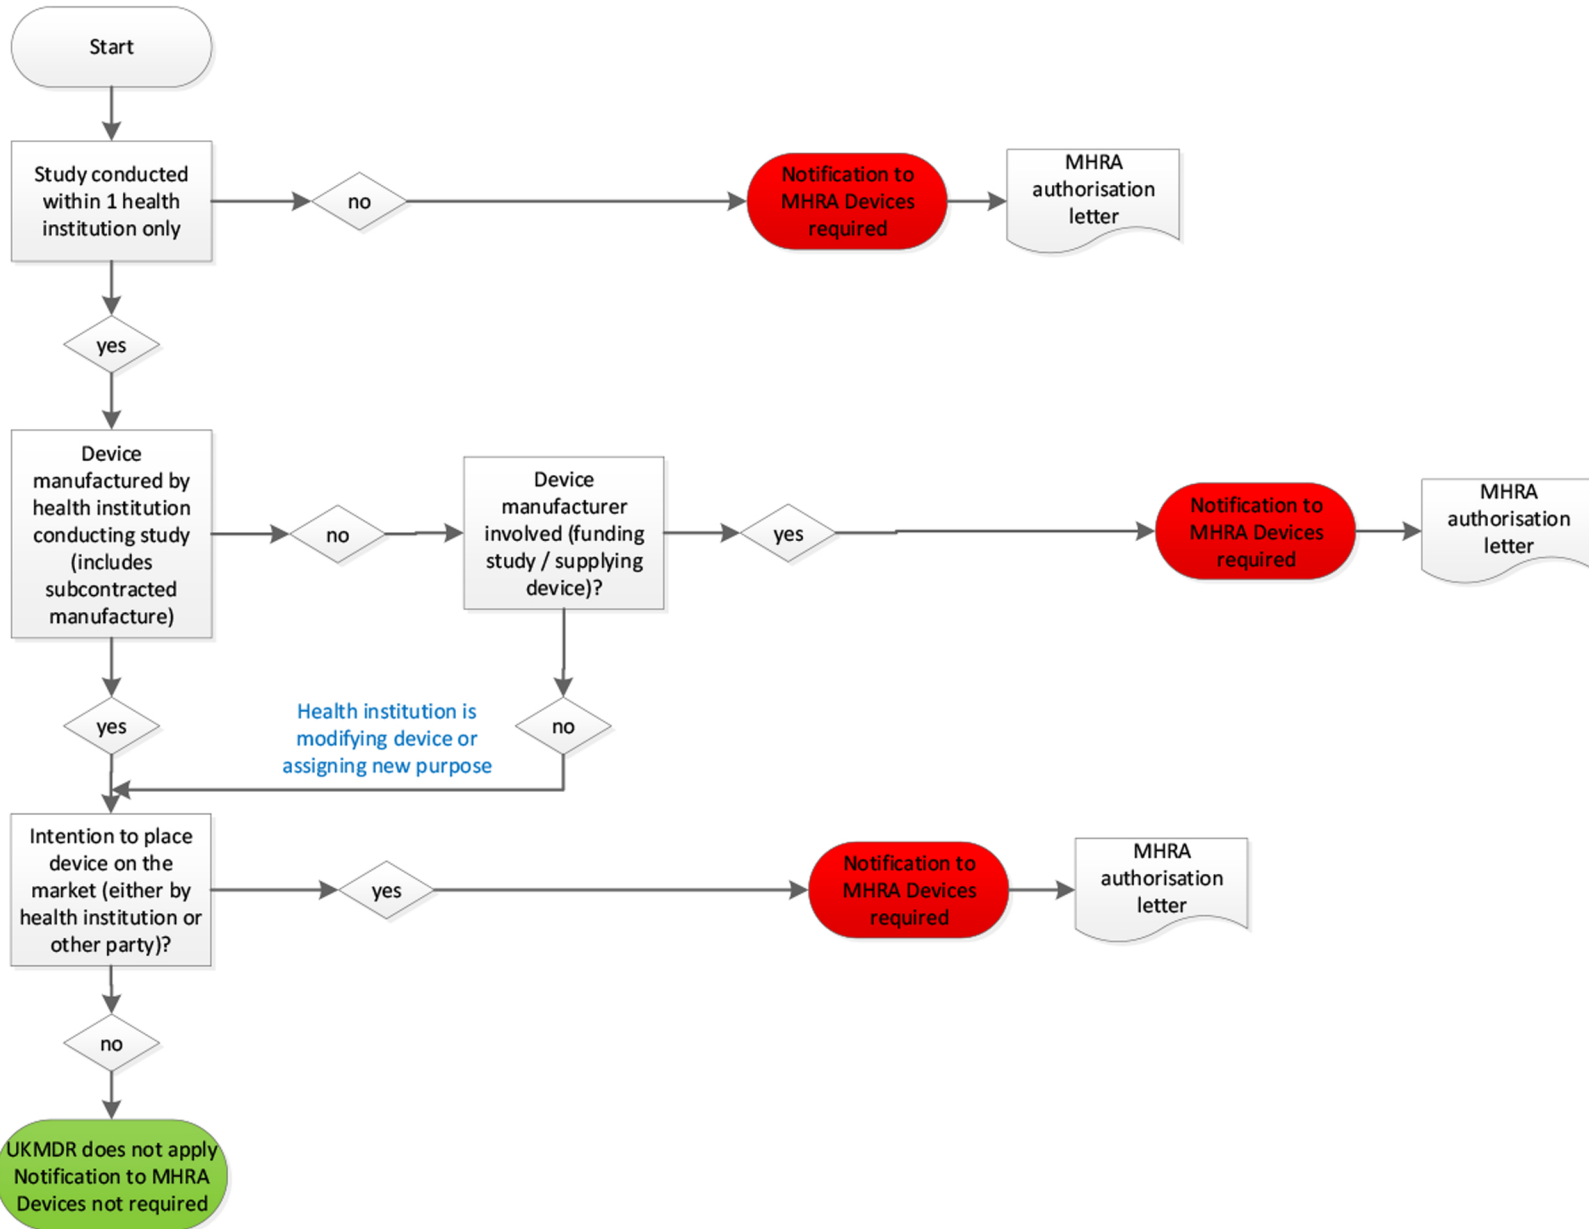 Start
Study conducted
within 1 health
institution only
no
Notification to
MHRA Devices
required
MHRA
authorisation
letter
yes
Device
manufactured by
health institution
conducting study
(includes
subcontracted
manufacture)
no
Device
manufacturer
involved (funding
study / supplying
device)?
yes
Notification to
MHRA Devices
required
MHRA
authorisation
letter
yes
Health institution is
modifying device or
assigning new purpose
no
Intention to place
device on the
market (either by
health institution or
other party)?
yes
Notification to
MHRA Devices
required
MHRA
authorisation
letter
no
UKMDR does not apply
Notification to MHRA
Devices not required